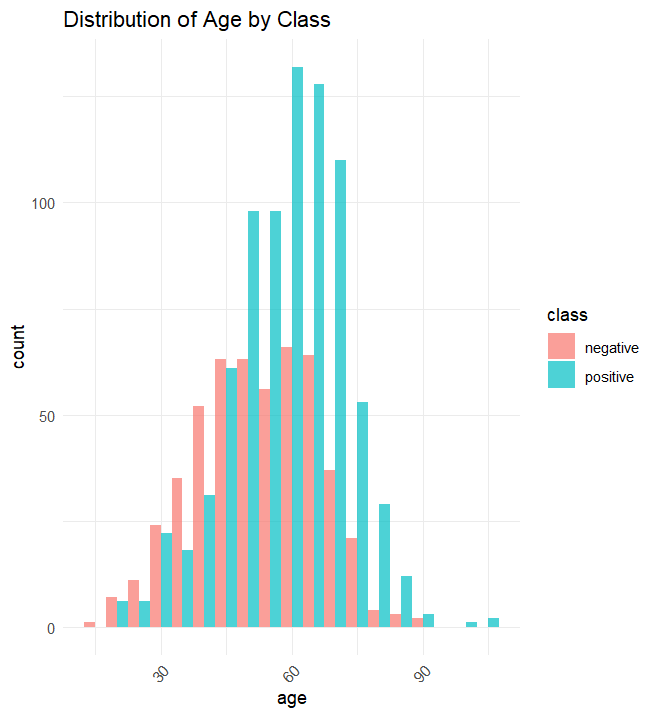 Distribution of Age by Class
100
50
0
count
30
60
90
age
class
negative
positive